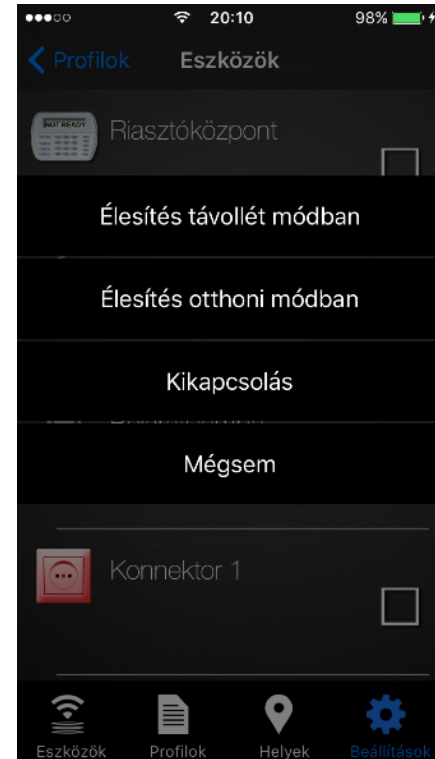 20:10
98%
Profilok
Eszközök
NOT READY
Riasztóközpont
Élesítés távollét módban
Élesítés otthoni módban
Kikapcsolás
Mégsem
Konnektor 1
Eszközök
Profilok
Helyek
Beállítások